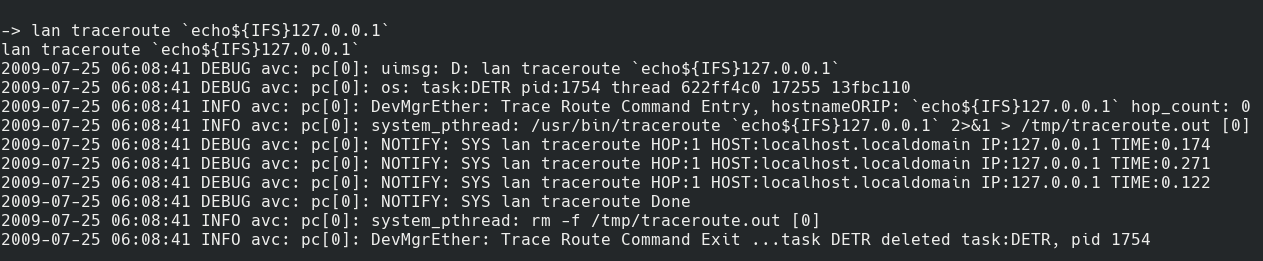 -> lan traceroute `echo${IFS}127.0.0.1`
lan traceroute `echo${IFS}127.0.0.1`
2009-07-25 06:08:41 DEBUG avc: pc[0]: uimsg: D: lan traceroute `echo${IFS}127.0.0.1`
2009-07-25 06:08:41 DEBUG avc: pc[0]: os: task:DETR pid:1754 thread 622ff4c0 17255 13fbc110
2009-07-25 06:08:41 INFO avc: pc[0]: DevMgrEther: Trace Route Command Entry, hostnameORIP: `echo${IFS}127.0.0.1` hop_count: 0
2009-07-25 06:08:41 INFO avc: pc[0]: system_pthread: /usr/bin/traceroute `echo${IFS}127.0.0.1` 2>&1 > /tmp/traceroute.out [0]
2009-07-25 06:08:41 DEBUG avc: pc[0]: NOTIFY: SYS lan traceroute HOP:1 HOST:localhost.localdomain IP:127.0.0.1 TIME:0.174
2009-07-25 06:08:41 DEBUG avc: pc[0]: NOTIFY: SYS lan traceroute HOP:1 HOST:localhost.localdomain IP:127.0.0.1 TIME:0.271
2009-07-25 06:08:41 DEBUG avc: pc[0]: NOTIFY: SYS lan traceroute HOP:1 HOST:localhost.localdomain IP:127.0.0.1 TIME:0.122
2009-07-25 06:08:41 DEBUG avc: pc[0]: NOTIFY: SYS lan traceroute Done
2009-07-25 06:08:41 INFO avc: pc[0]: system_pthread: rm -f /tmp/traceroute.out [0]
2009-07-25 06:08:41 INFO avc: pc[0]: DevMgrEther: Trace Route Command Exit ...task DETR deleted task:DETR, pid 1754